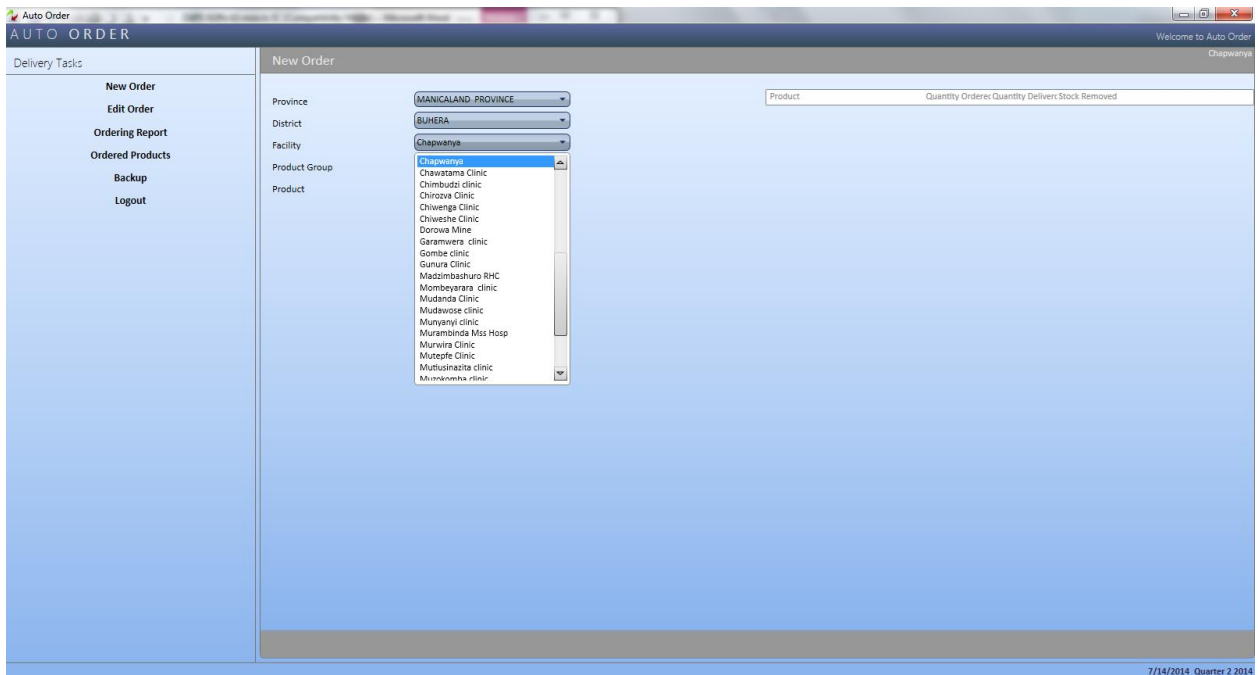 Auto Order
AUTO ORDER
Welcome to Auto Order
Delivery Tasks
New Order
Edit Order
Ordering Report
Ordered Products
Backup
Logout
New Order
Chapwanya
Province
MANICALAND PROVINCE
District
BUHERA
Facility
Chapwanya
Product Group
Product
Chapwanya
Chawatama Clinic
Chimbudzi clinic
Chirozva Clinic
Chiwenga Clinic
Chiweshe Clinic
Dorowa Mine
Garamwera clinic
Gombe clinic
Gunura Clinic
Madzimbashuro RHC
Mombeyarara clinic
Mudanda Clinic
Mudawose clinic
Munyanyi clinic
Murambinda Mss Hosp
Murwira Clinic
Mutepfe Clinic
Mutiusinazita clinic
Muzokomba clinic
Product Quantity Orderec Quantity Deliverc Stock Removed
7/14/2014 Quarter 2 2014